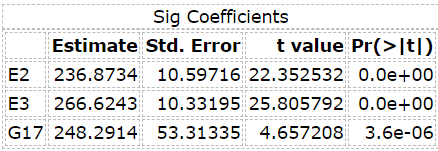 Sig Coefficients
Estimate Std. Error t value Pr(>|t|)
E2 236.8734 10.59716 22.352532 0.0e+00
E3 266.6243 10.33195 25.805792 0.0e+00
G17 248.2914 53.31335 4.657208 3.6e-06